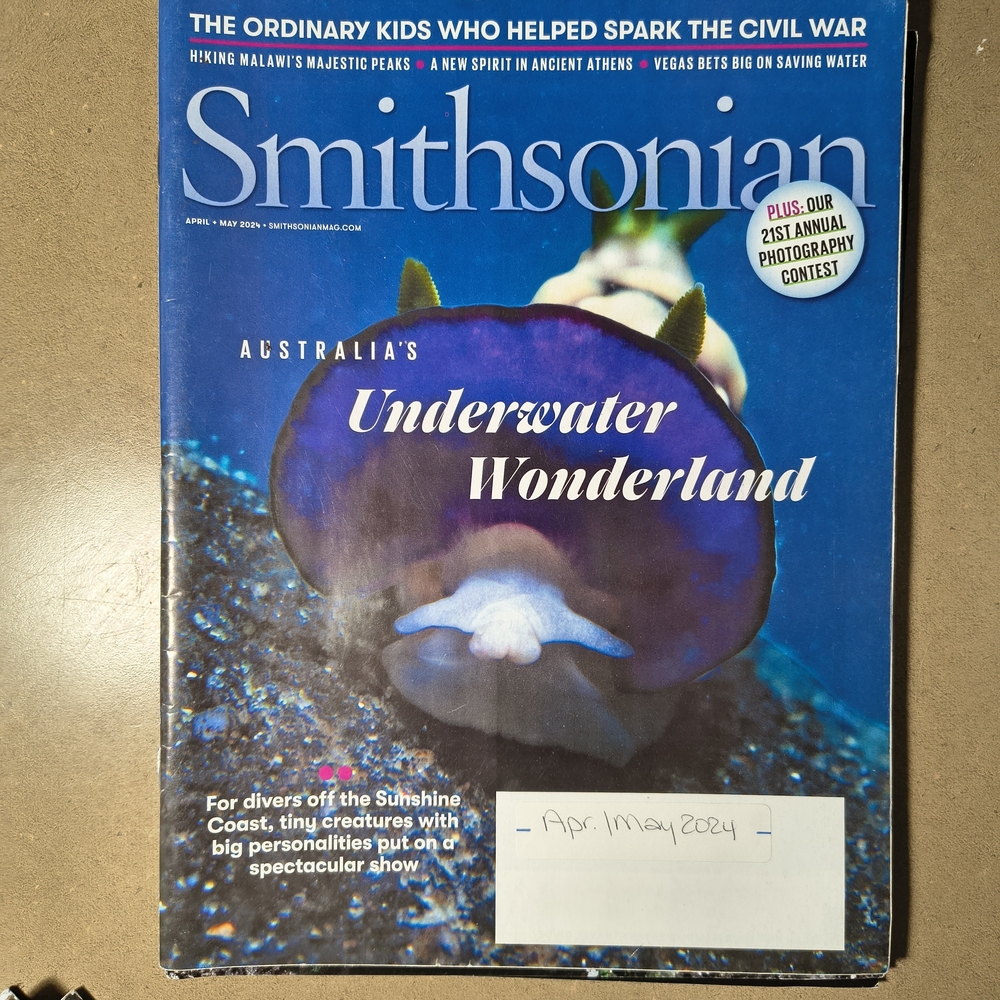 THE ORDINARY KIDS WHO HELPED SPARK THE CIVIL WAR
HIKING MALAWI'S MAJESTIC PEAKS • A NEW SPIRIT IN ANCIENT ATHENS • VEGAS BETS BIG ON SAVING WATER
Smithsonian
APRIL • MAY 2024 • SMITHSONIANMAG.COM
PLUS: OUR
21ST ANNUAL
PHOTOGRAPHY
CONTEST
AUSTRALIA'S
Underwater
Wonderland
For divers off the Sunshine
Coast, tiny creatures with
big personalities put on a
spectacular show
Apr./May 2024